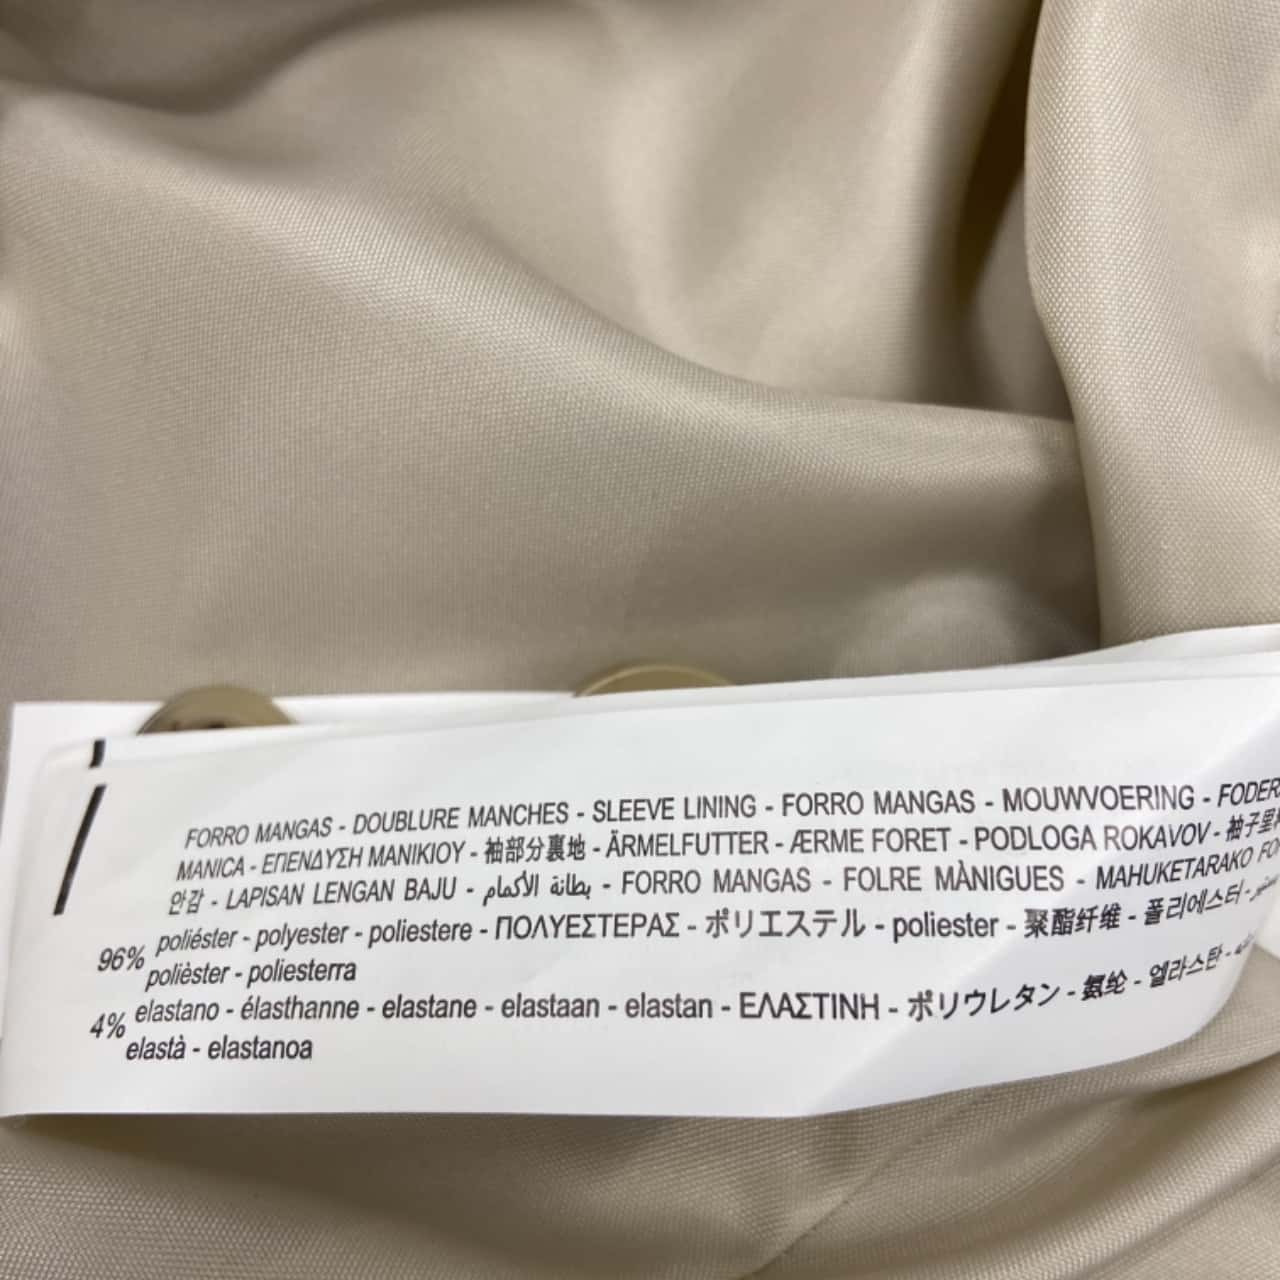 FORRO MANGAS - DOUBLURE MANCHES - SLEEVE LINING - FORRO MANGAS - MOUWVOERING - FODER
MANICA - ΕΠΕΝΔΥΣΗ ΜΑΝΙΚΙΟΥ - 袖部分裏地 - ÄRMELFUTTER - ÆRME FORET - PODLOGA ROKAVOV - 袖子里
안감 - LAPISAN LENGAN BAJU - بطانة الأكمام - FORRO MANGAS - FOLRE MÀNIGUES - MAHUKETARAKO
96% poliéster - polyester - poliestere - ΠΟΛΥΕΣΤΕΡΑΣ - ポリエステル - poliester - 聚酯纤维 - 폴리에스터 -
polièster - poliesterra
4% elastano - élasthanne - elastane - elastaan - elastan - ΕΛΑΣΤΙΝΗ - ポリウレタン - 氨纶 - 엘라스탄 -
elastà - elastanoa